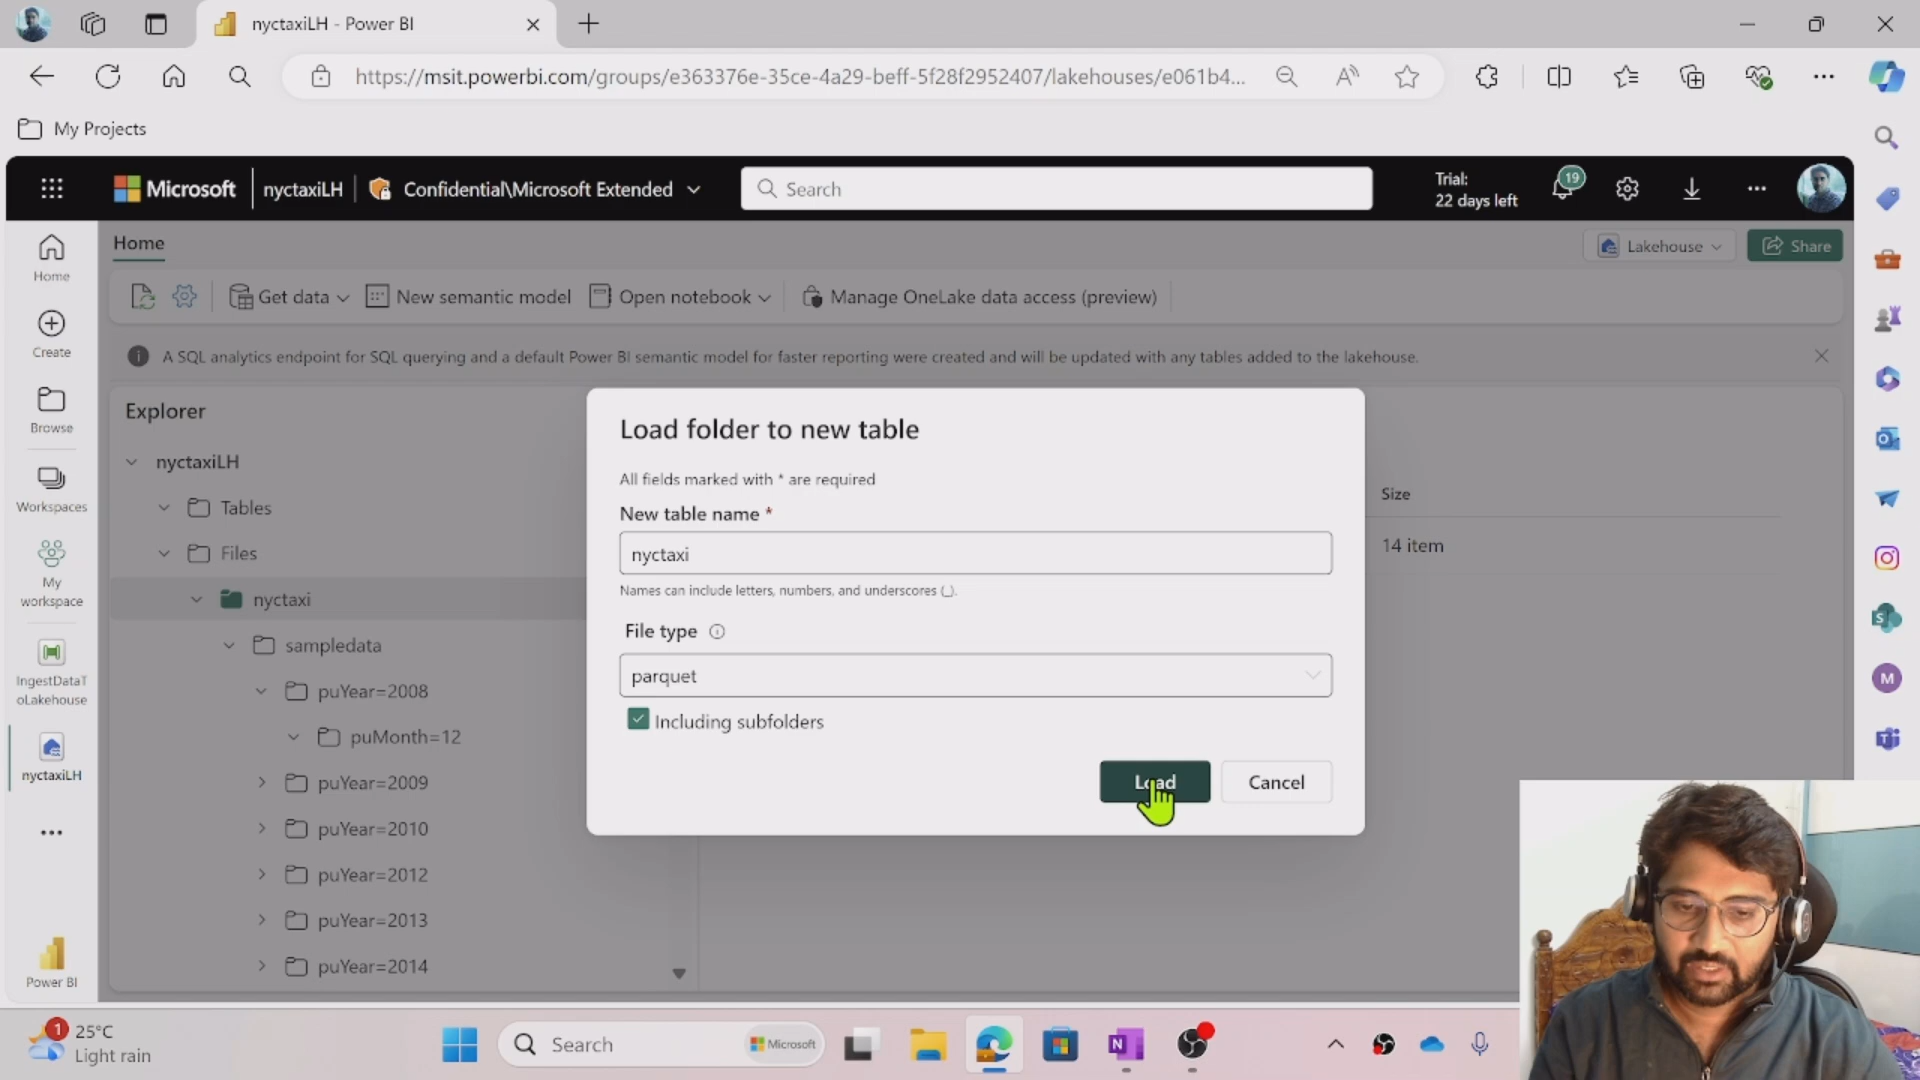 nyctaxiLH - Power BI
https://msit.powerbi.com/groups/e363376e-35ce-4a29-beff-5f28f2952407/lakehouses/e061b4...
My Projects
Microsoft nyctaxiLH Confidential\Microsoft Extended Search Trial: 22 days left 19
Home Lakehouse Share
Get data New semantic model Open notebook Manage OneLake data access (preview)
A SQL analytics endpoint for SQL querying and a default Power BI semantic model for faster reporting were created and will be updated with any tables added to the lakehouse.
Home
Create
Browse
Workspaces
My
workspace
IngestDataT
oLakehouse
nyctaxiLH
Power BI
Explorer
nyctaxiLH
Tables
Files
nyctaxi
sampledata
puYear=2008
puMonth=12
puYear=2009
puYear=2010
puYear=2012
puYear=2013
puYear=2014
Load folder to new table
All fields marked with * are required
New table name *
nyctaxi
Names can include letters, numbers, and underscores (_).
File type
parquet
Including subfolders
Load Cancel
Size
14 item
M
1
25°C
Light rain
Search Microsoft